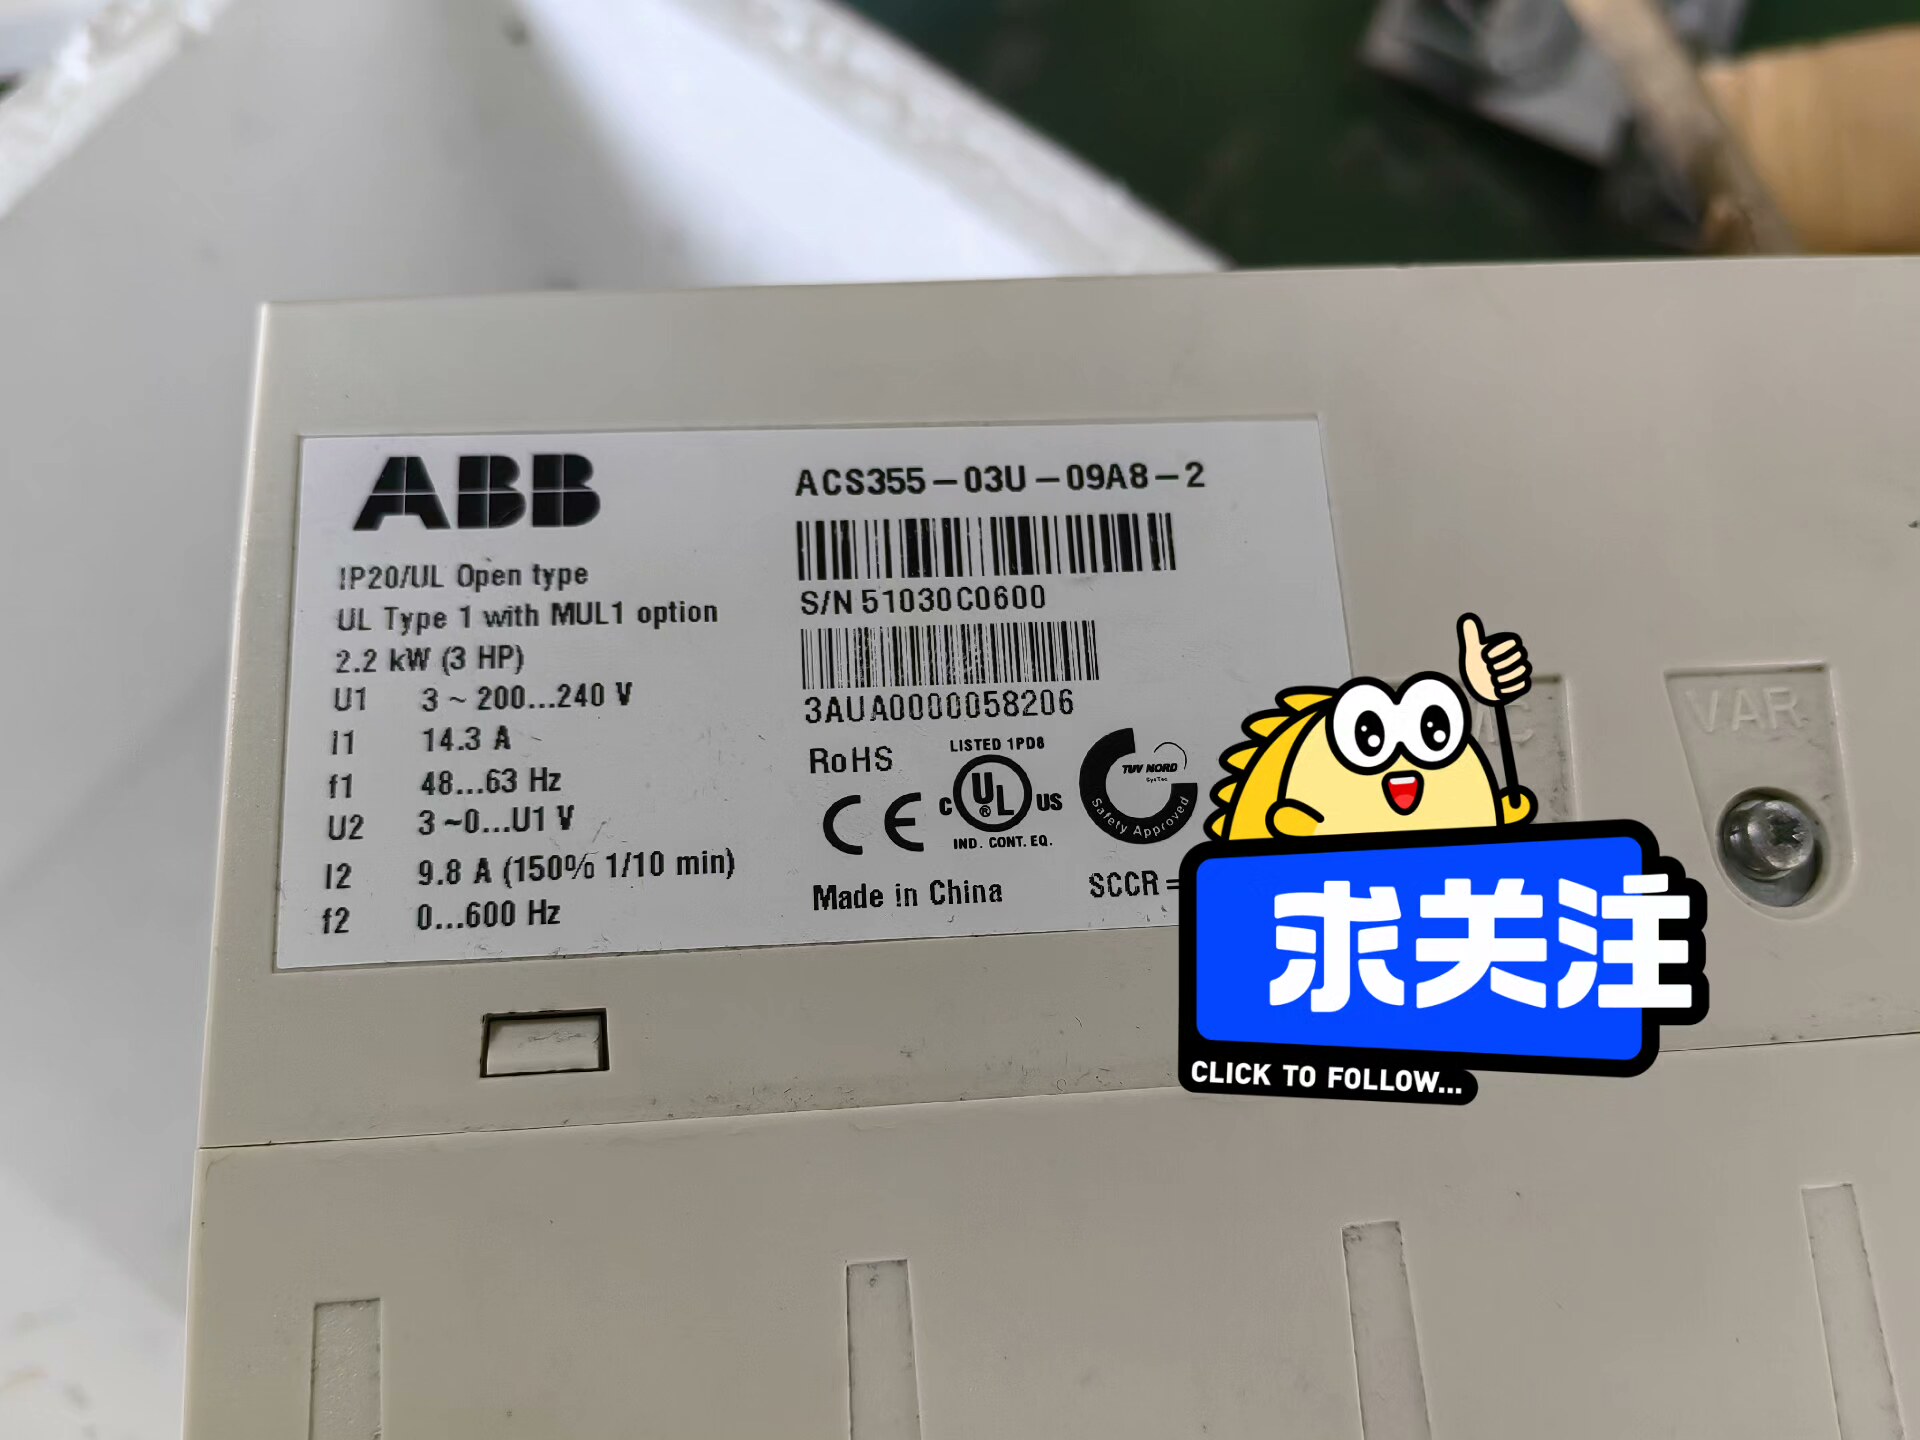 ABB
IP20/UL Open type
UL Type 1 with MUL1 option
2.2 kW (3 HP)
U1 3 ~ 200...240 V
I1 14.3 A
f1 48...63 Hz
U2 3 ~0...U1 V
I2 9.8 A (150% 1/10 min)
f2 0...600 Hz
ACS355-03U-09A8-2
S/N 51030C0600
3AUA0000058206
RoHS
LISTED 1PD8
C UL US
®
IND. CONT. EQ.
CE
TUV NORD
SysTec
Safety Approved
Made in China
SCCR =
VAR
求关注
CLICK TO FOLLOW...